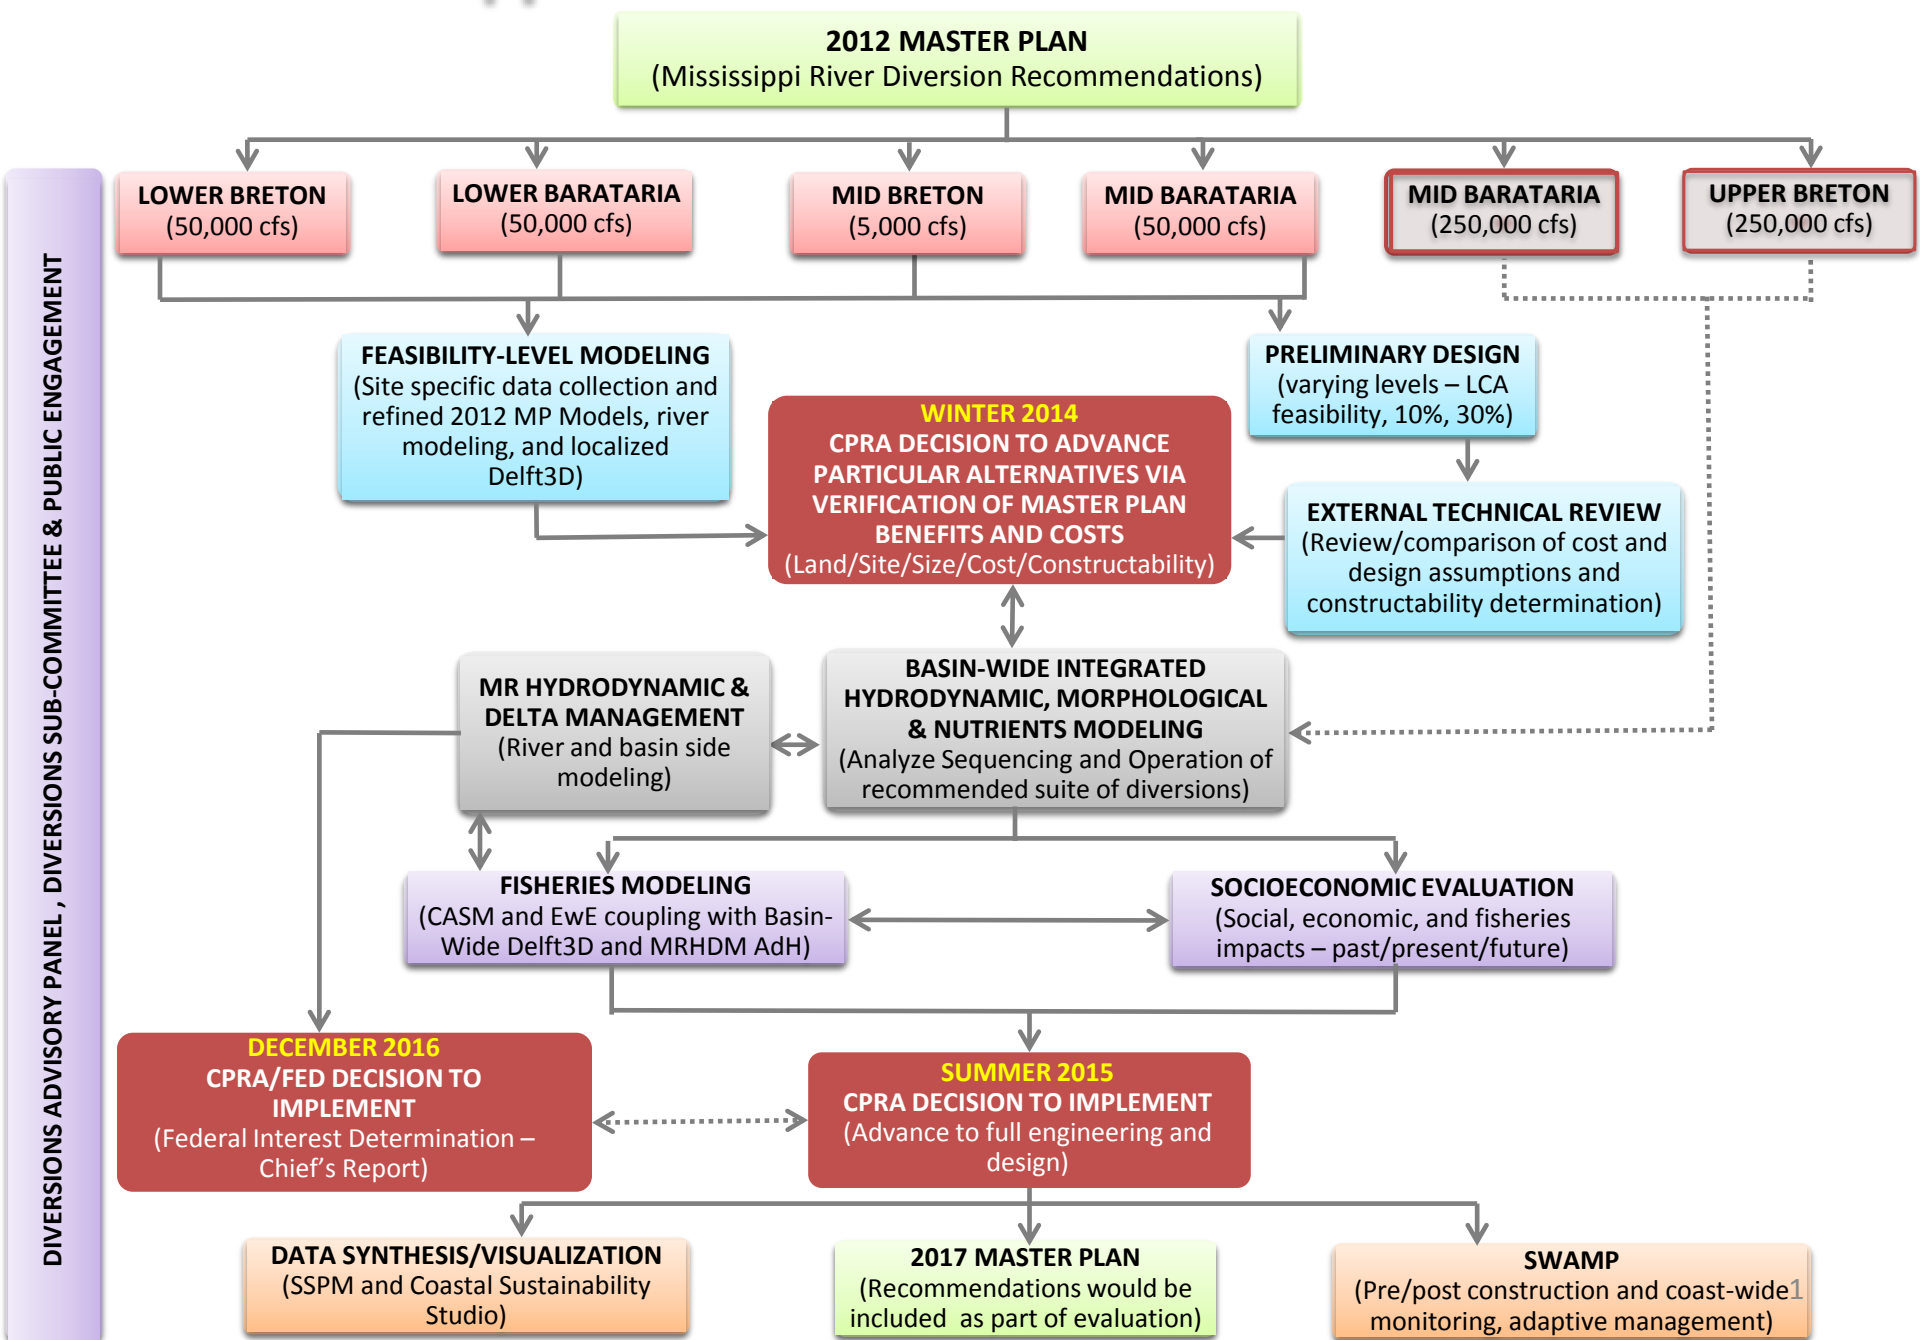 2012 MASTER PLAN
(Mississippi River Diversion Recommendations)
LOWER BRETON
(50,000 cfs)
LOWER BARATARIA
(50,000 cfs)
MID BRETON
(5,000 cfs)
MID BARATARIA
(50,000 cfs)
MID BARATARIA
(250,000 cfs)
UPPER BRETON
(250,000 cfs)
DIVERSIONS ADVISORY PANEL , DIVERSIONS SUB-COMMITTEE & PUBLIC ENGAGEMENT
FEASIBILITY-LEVEL MODELING
(Site specific data collection and
refined 2012 MP Models, river
modeling, and localized
Delft3D)
PRELIMINARY DESIGN
(varying levels – LCA
feasibility, 10%, 30%)
WINTER 2014
CPRA DECISION TO ADVANCE
PARTICULAR ALTERNATIVES VIA
VERIFICATION OF MASTER PLAN
BENEFITS AND COSTS
(Land/Site/Size/Cost/Constructability)
EXTERNAL TECHNICAL REVIEW
(Review/comparison of cost and
design assumptions and
constructability determination)
MR HYDRODYNAMIC &
DELTA MANAGEMENT
(River and basin side
modeling)
BASIN-WIDE INTEGRATED
HYDRODYNAMIC, MORPHOLOGICAL
& NUTRIENTS MODELING
(Analyze Sequencing and Operation of
recommended suite of diversions)
FISHERIES MODELING
(CASM and EwE coupling with Basin-
Wide Delft3D and MRHDM AdH)
SOCIOECONOMIC EVALUATION
(Social, economic, and fisheries
impacts – past/present/future)
DECEMBER 2016
CPRA/FED DECISION TO
IMPLEMENT
(Federal Interest Determination –
Chief's Report)
SUMMER 2015
CPRA DECISION TO IMPLEMENT
(Advance to full engineering and
design)
DATA SYNTHESIS/VISUALIZATION
(SSPM and Coastal Sustainability
Studio)
2017 MASTER PLAN
(Recommendations would be
included as part of evaluation)
SWAMP
(Pre/post construction and coast-wide
monitoring, adaptive management)
1